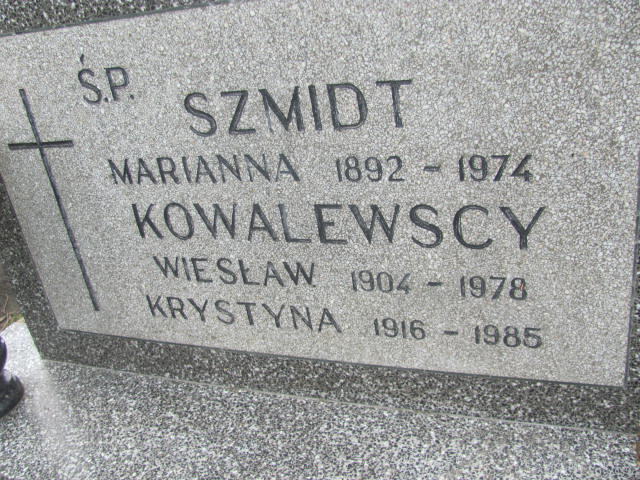 Ś.P.
SZMIDT
MARIANNA 1892 - 1974
KOWALEWSCY
WIESŁAW 1904 - 1978
KRYSTYNA 1916 - 1985